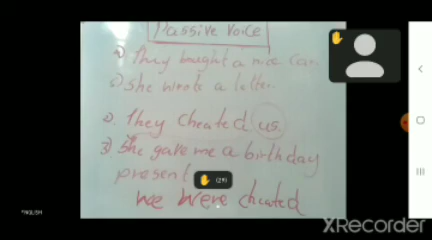 Passive Voice
1) They bought a nice car.
2) She wrote a letter.
2. They cheated us.
3) She gave me a birthday
present
(29)
we were cheated
XRecorder